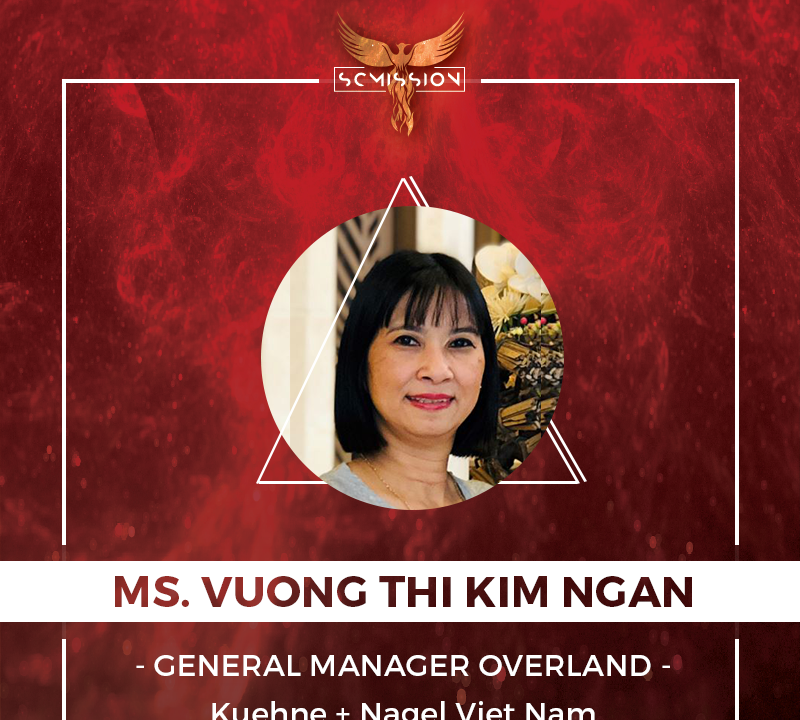 SCMISSION
MS. VUONG THI KIM NGAN
- GENERAL MANAGER OVERLAND -
Kuehne + Nagel Viet Nam